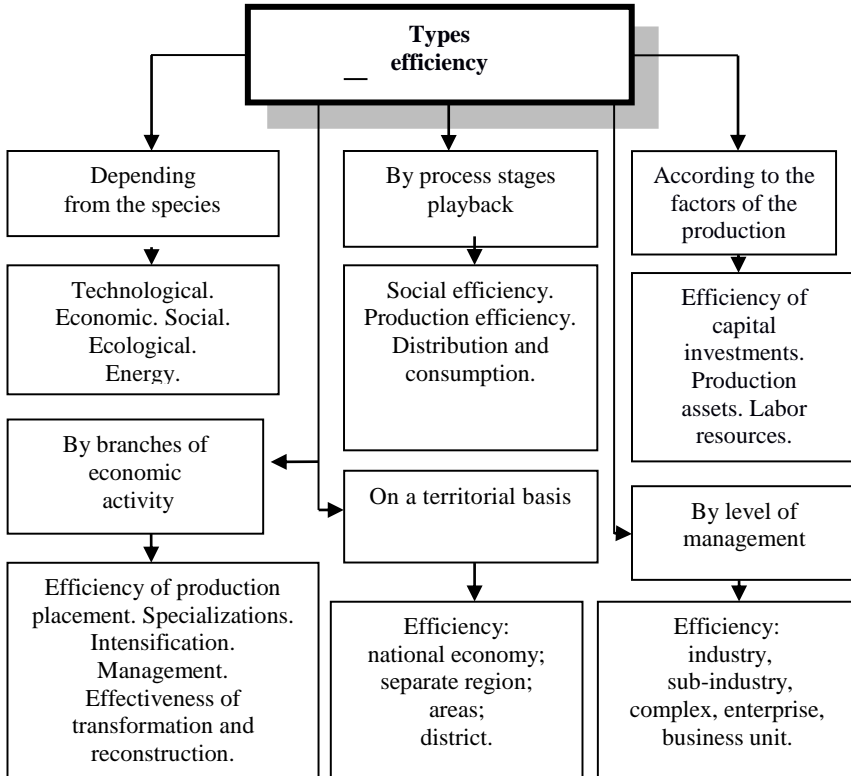 Types
efficiency
Depending
from the species
By process stages
playback
According to the
factors of the
production
Technological.
Economic. Social.
Ecological.
Energy.
Social efficiency.
Production efficiency.
Distribution and
consumption.
Efficiency of
capital
investments.
Production
assets. Labor
resources.
By branches of
economic
activity
On a territorial basis
By level of
management
Efficiency of production
placement. Specializations.
Intensification.
Management.
Effectiveness of
transformation and
reconstruction.
Efficiency:
national economy;
separate region;
areas;
district.
Efficiency:
industry,
sub-industry,
complex, enterprise,
business unit.